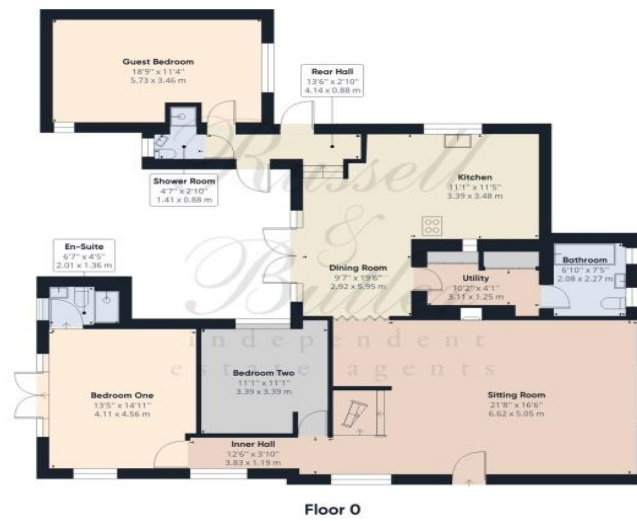 Guest Bedroom
18'9" x 11'4"
5.73 x 3.46 m
Rear Hall
13'6" x 2'10"
4.14 x 0.88 m
Shower Room
4'7" x 2'10"
1.41 x 0.88 m
Kitchen
11'1" x 11'5"
3.39 x 3.48 m
En-Suite
6'7" x 4'5"
2.01 x 1.36 m
Dining Room
9'7" x 19'6"
2.92 x 5.95 m
Utility
10'2" x 4'1"
3.11 x 1.25 m
Bathroom
6'10" x 7'5"
2.08 x 2.27 m
Russell
&
independent
estate agents
Bedroom One
13'5" x 14'11"
4.11 x 4.56 m
Bedroom Two
11'1" x 11'1"
3.39 x 3.39 m
Sitting Room
21'8" x 16'6"
6.62 x 5.05 m
Inner Hall
12'6" x 3'10"
3.83 x 1.19 m
Floor 0